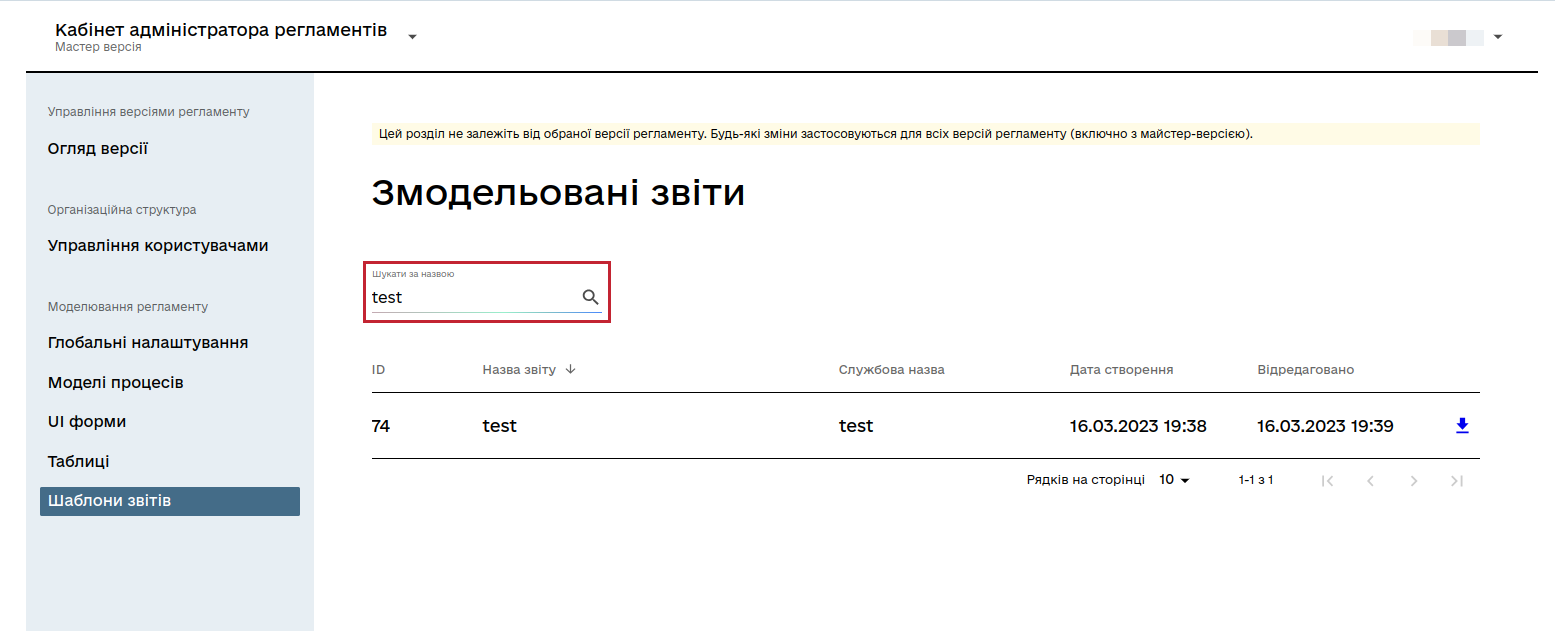 Кабінет адміністратора регламентів
Мастер версія
Управління версіями регламенту
Огляд версії
Організаційна структура
Управління користувачами
Моделювання регламенту
Глобальні налаштування
Моделі процесів
UI форми
Таблиці
Шаблони звітів
Цей розділ не залежіть від обраної версії регламенту. Будь-які зміни застосовуються для всіх версій регламенту (включно з майстер-версією).
Змодельовані звіти
Шукати за назвою
test
ID Назва звіту Службова назва Дата створення Відредаговано
74 test test 16.03.2023 19:38 16.03.2023 19:39
Рядків на сторінці 10 1-1 з 1